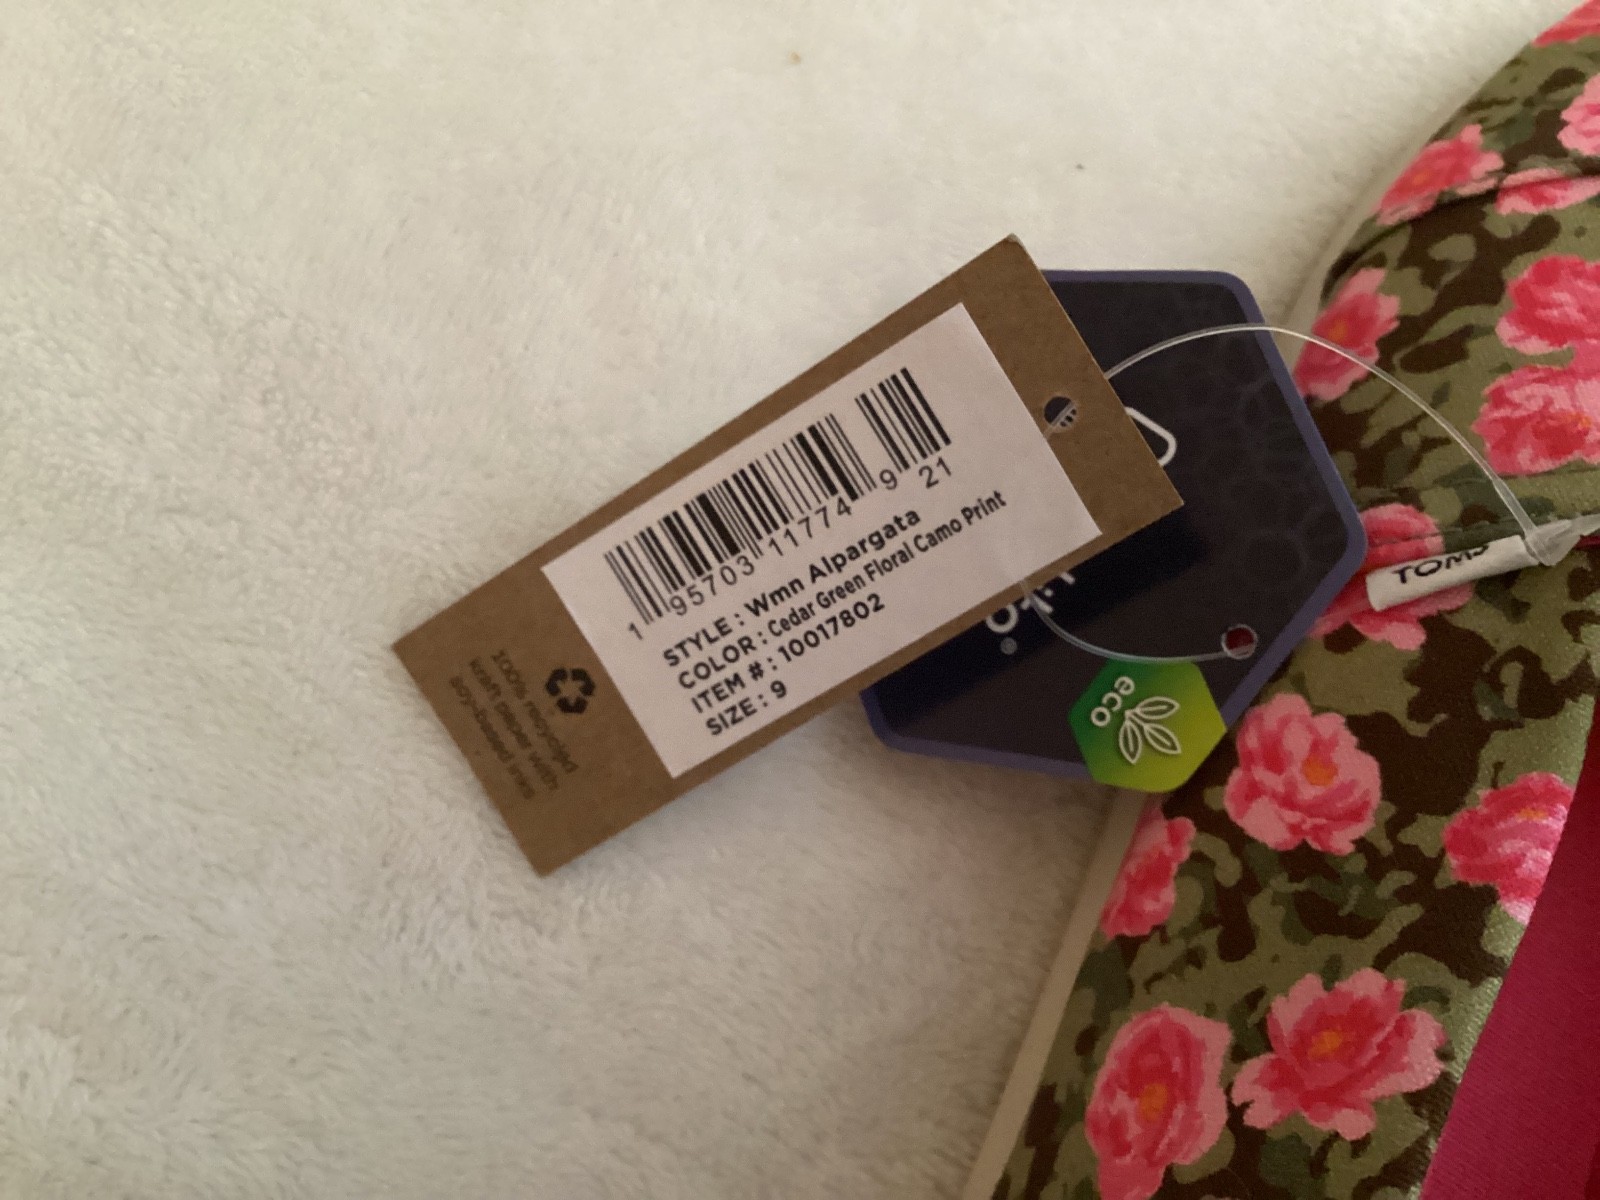 1 95703 11774 9 21
STYLE : Wmn Alpargata
COLOR : Cedar Green Floral Camo Print
ITEM # : 10017802
SIZE : 9
100% recycled
kraft paper with
soy-based inks
eco
TOMS